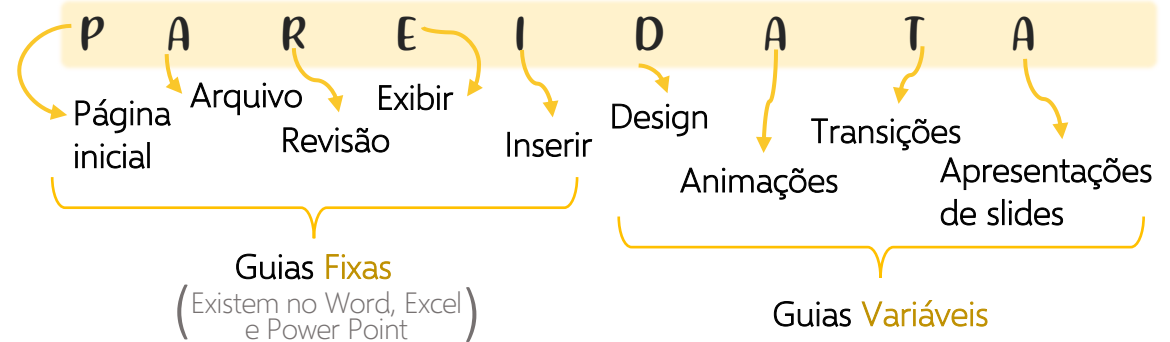 P A R E I D A T A
Página
inicial
Arquivo
Revisão
Exibir
Inserir
Design
Animações
Transições
Apresentações
de slides
Guias Fixas
(Existem no Word, Excel
e Power Point)
Guias Variáveis